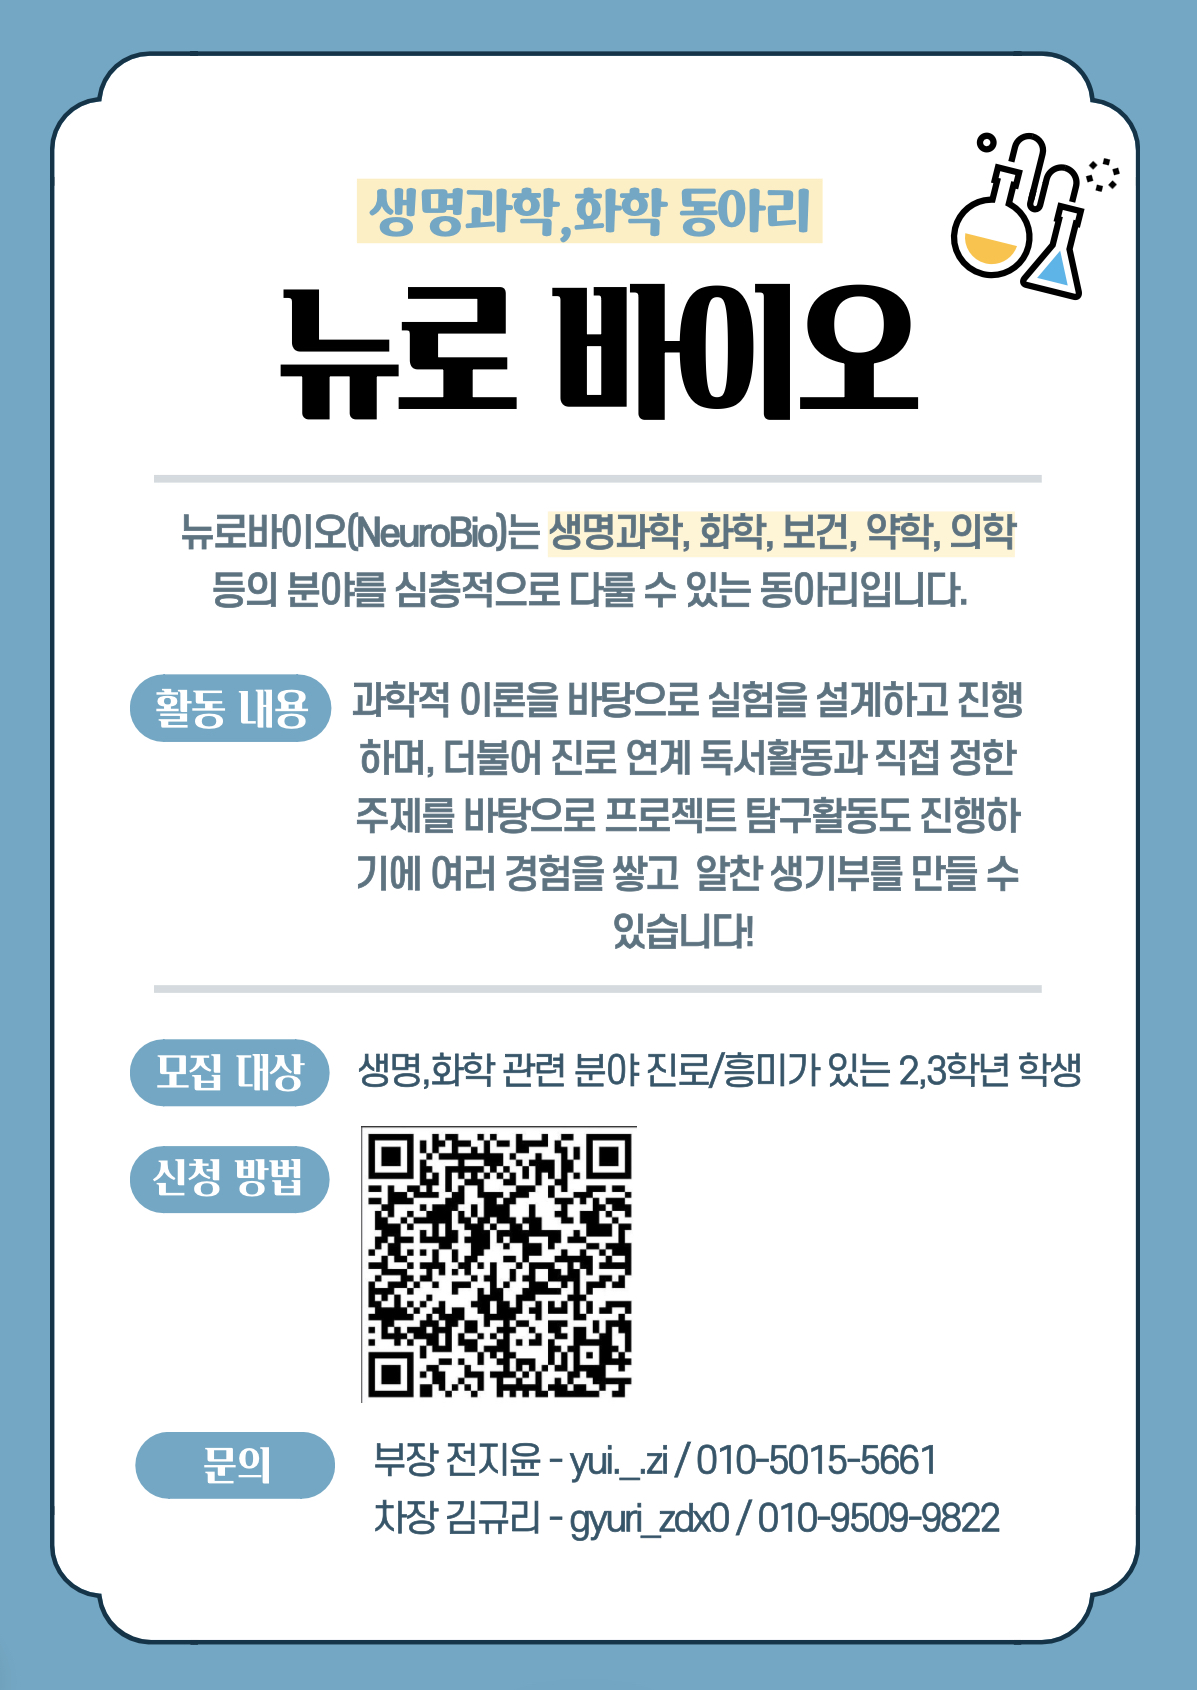 생명과학,화학 동아리
뉴로 바이오
뉴로바이오(NeuroBio)는 생명과학, 화학, 보건, 약학, 의학
등의 분야를 심층적으로 다룰 수 있는 동아리입니다.
활동 내용
과학적 이론을 바탕으로 실험을 설계하고 진행
하며, 더불어 진로 연계 독서활동과 직접 정한
주제를 바탕으로 프로젝트 탐구활동도 진행하
기에 여러 경험을 쌓고 알찬 생기부를 만들 수
있습니다!
모집 대상
생명,화학 관련 분야 진로/흥미가 있는 2,3학년 학생
신청 방법
문의
부장 전지윤 - yui._.zi / 010-5015-5661
차장 김규리 - gyuri_zdx0 / 010-9509-9822